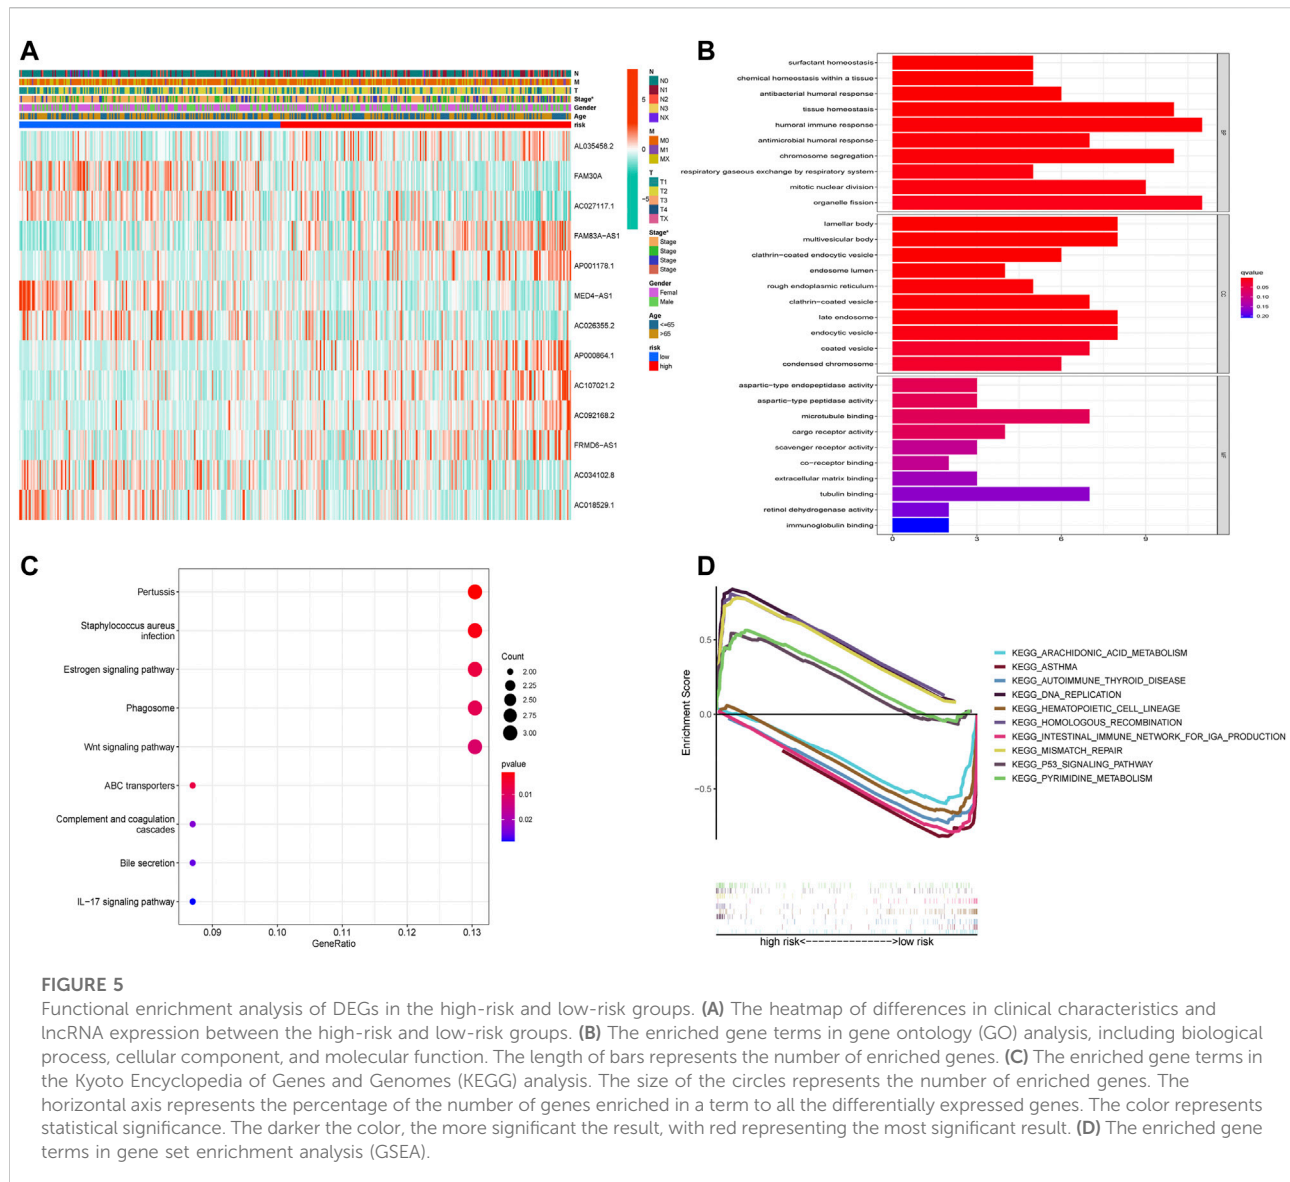 A
N
M
T
Stage*
Gender
Age
risk
AL035458.2
FAM30A
AC027117.1
FAM83A−AS1
AP001178.1
MED4−AS1
AC026355.2
AP000864.1
AC107021.2
AC092168.2
FRMD6−AS1
AC034102.8
AC018529.1
5
0
−5
N
N0
N1
N2
N3
NX
M
M0
M1
MX
T
T1
T2
T3
T4
TX
Stage*
Stage
Stage
Stage
Stage
Gender
Femal
Male
Age
<=65
>65
risk
low
high
B
surfactant homeostasis
chemical homeostasis within a tissue
antibacterial humoral response
tissue homeostasis
humoral immune response
antimicrobial humoral response
chromosome segregation
respiratory gaseous exchange by respiratory system
mitotic nuclear division
organelle fission
BP
lamellar body
multivesicular body
clathrin−coated endocytic vesicle
endosome lumen
rough endoplasmic reticulum
clathrin−coated vesicle
late endosome
endocytic vesicle
coated vesicle
condensed chromosome
CC
aspartic−type endopeptidase activity
aspartic−type peptidase activity
microtubule binding
cargo receptor activity
scavenger receptor activity
co−receptor binding
extracellular matrix binding
tubulin binding
retinol dehydrogenase activity
immunoglobulin binding
MF
0 3 6 9
qvalue
0.05
0.10
0.15
0.20
C
Pertussis
Staphylococcus aureus
infection
Estrogen signaling pathway
Phagosome
Wnt signaling pathway
ABC transporters
Complement and coagulation
cascades
Bile secretion
IL−17 signaling pathway
0.09 0.10 0.11 0.12 0.13
GeneRatio
Count
2.00
2.25
2.50
2.75
3.00
pvalue
0.01
0.02
D
Enrichment Score
0.5
0.0
−0.5
KEGG_ARACHIDONIC_ACID_METABOLISM
KEGG_ASTHMA
KEGG_AUTOIMMUNE_THYROID_DISEASE
KEGG_DNA_REPLICATION
KEGG_HEMATOPOIETIC_CELL_LINEAGE
KEGG_HOMOLOGOUS_RECOMBINATION
KEGG_INTESTINAL_IMMUNE_NETWORK_FOR_IGA_PRODUCTION
KEGG_MISMATCH_REPAIR
KEGG_P53_SIGNALING_PATHWAY
KEGG_PYRIMIDINE_METABOLISM
high risk<−−−−−−−−−−−−−−−>low risk
FIGURE 5
Functional enrichment analysis of DEGs in the high-risk and low-risk groups. (A) The heatmap of differences in clinical characteristics and
lncRNA expression between the high-risk and low-risk groups. (B) The enriched gene terms in gene ontology (GO) analysis, including biological
process, cellular component, and molecular function. The length of bars represents the number of enriched genes. (C) The enriched gene terms in
the Kyoto Encyclopedia of Genes and Genomes (KEGG) analysis. The size of the circles represents the number of enriched genes. The
horizontal axis represents the percentage of the number of genes enriched in a term to all the differentially expressed genes. The color represents
statistical significance. The darker the color, the more significant the result, with red representing the most significant result. (D) The enriched gene
terms in gene set enrichment analysis (GSEA).